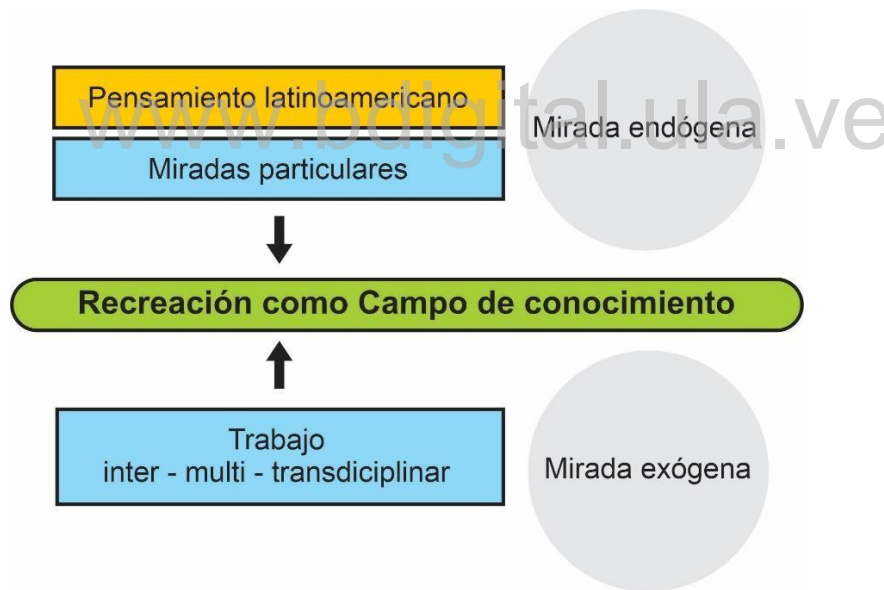 Pensamiento latinoamericano
www.bdigital.ula.ve
Mirada endógena
Miradas particulares
Recreación como Campo de conocimiento
Trabajo
inter - multi - transdiciplinar
Mirada exógena